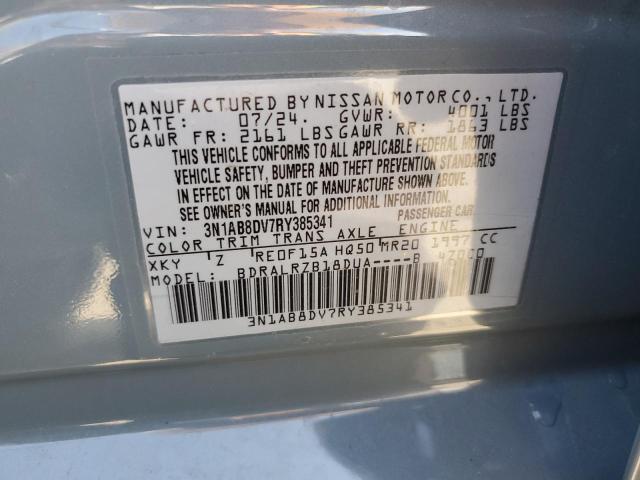 MANUFACTURED BY NISSAN MOTOR CO., LTD.
DATE: 07/24. GVWR: 4001 LBS
GAWR FR: 2161 LBS GAWR RR: 1863 LBS
THIS VEHICLE CONFORMS TO ALL APPLICABLE FEDERAL MOTOR
VEHICLE SAFETY, BUMPER AND THEFT PREVENTION STANDARDS
IN EFFECT ON THE DATE OF MANUFACTURE SHOWN ABOVE.
SEE OWNER'S MANUAL FOR ADDITIONAL INFORMATION.
VIN: 3N1AB8DV7RY385341 PASSENGER CAR
COLOR TRIM TRANS AXLE ENGINE
XKY Z RE0F15A HQ50 MR20 1997 CC
MODEL: BDRALRZB18DUA----B 4Z0C0
3N1AB8DV7RY385341